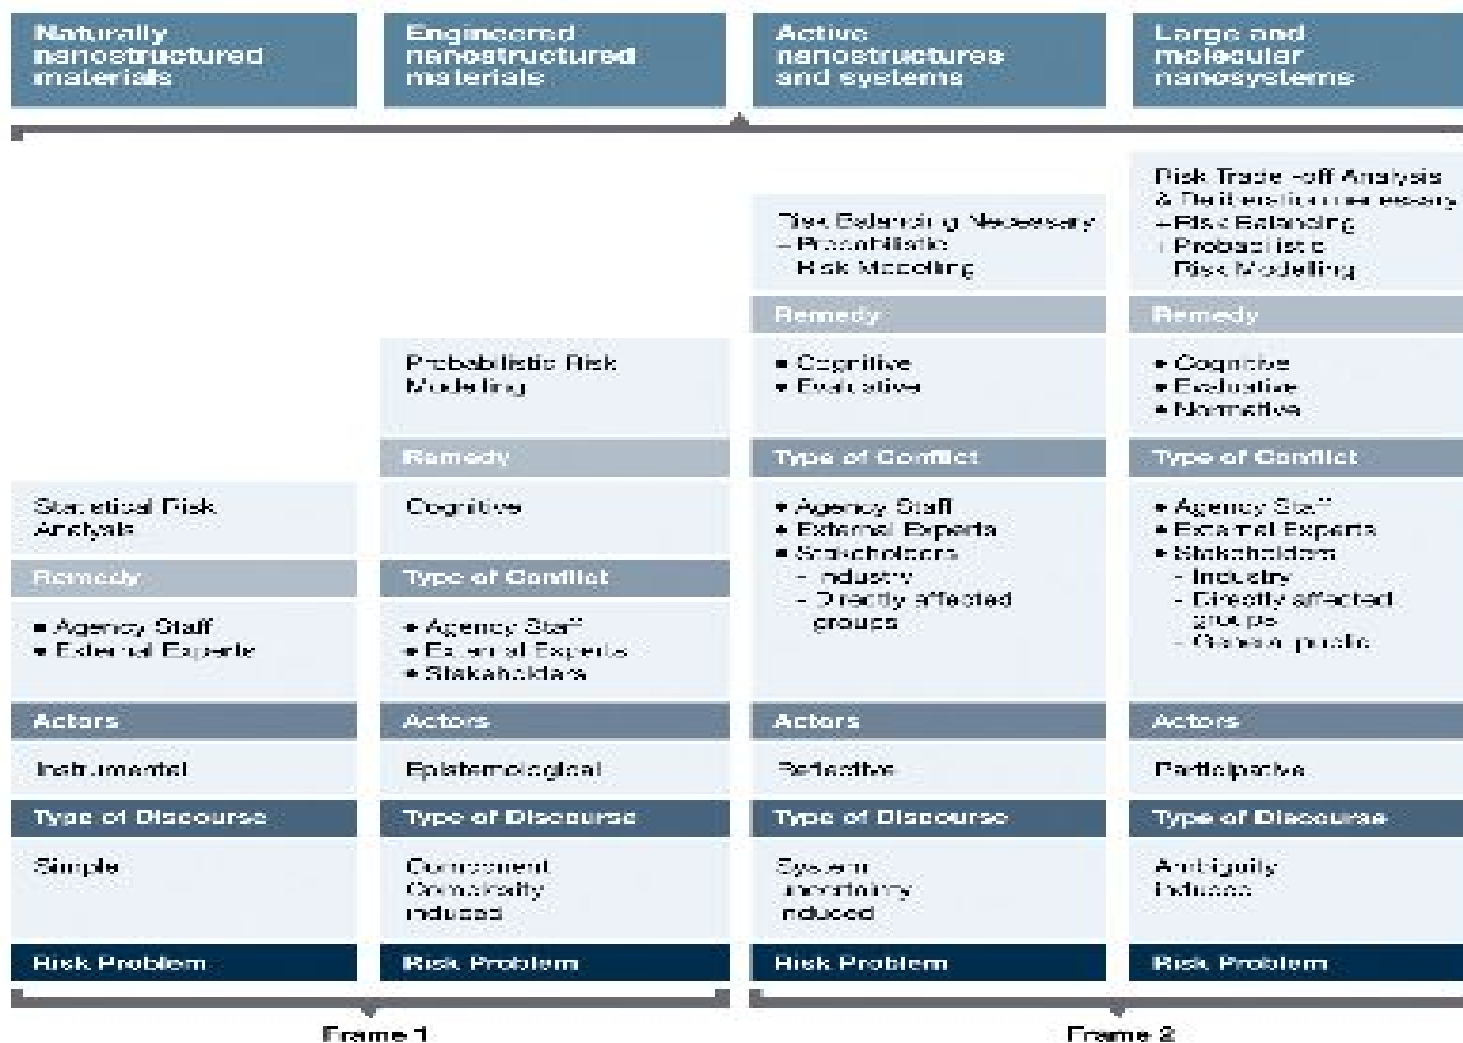 Naturally
nanostructured
materials
Engineered
nanostructured
materials
Active
nanostructures
and systems
Large and
molecular
nanosystems
Statistical Risk
Analysis
Remedy
• Agency Staff
• External Experts
Actors
Instrumental
Type of Discourse
Simple
Risk Problem
Probabilistic Risk
Modelling
Remedy
Cognitive
Type of Conflict
• Agency Staff
• External Experts
• Stakeholders
Actors
Epistemological
Type of Discourse
Component
Complexity
induced
Risk Problem
Risk Balancing Necessary
+ Probabilistic
Risk Modelling
Remedy
• Cognitive
• Evaluative
Type of Conflict
• Agency Staff
• External Experts
• Stakeholders
- Industry
- Directly affected
groups
Actors
Reflective
Type of Discourse
System
uncertainty
induced
Risk Problem
Risk Trade -off Analysis
& Deliberation necessary
+ Risk Balancing
+ Probabilistic
Risk Modelling
Remedy
• Cognitive
• Evaluative
• Normative
Type of Conflict
• Agency Staff
• External Experts
• Stakeholders
- Industry
- Directly affected
groups
- General public
Actors
Participative
Type of Discourse
Ambiguity
induced
Risk Problem
Frame 1
Frame 2